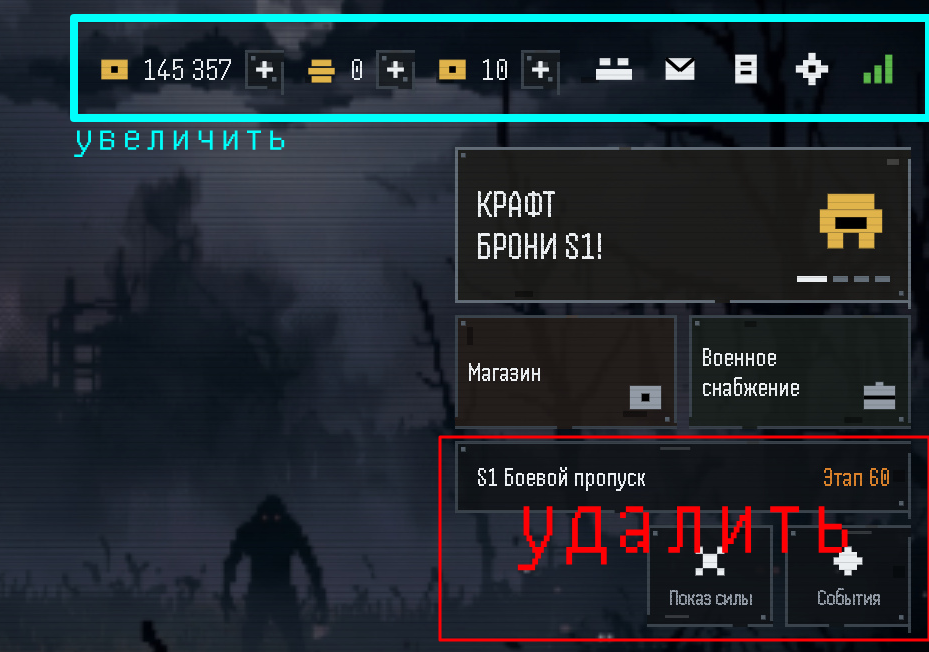 145 357 + 0 + 10 +
увеличить
КРАФТ
БРОНИ S1!
Магазин
Военное
снабжение
S1 Боевой пропуск Этап 60
удалить
Показ силы События